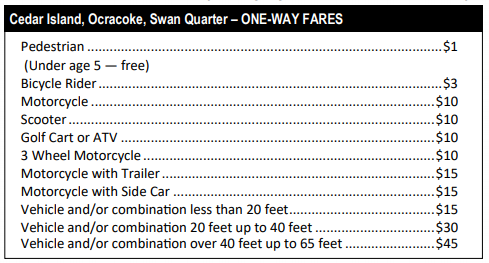 Cedar Island, Ocracoke, Swan Quarter – ONE-WAY FARES
Pedestrian ........................................................................................ $1
(Under age 5 — free)
Bicycle Rider ..................................................................................... $3
Motorcycle ...................................................................................... $10
Scooter ............................................................................................ $10
Golf Cart or ATV .............................................................................. $10
3 Wheel Motorcycle ......................................................................... $10
Motorcycle with Trailer .................................................................... $15
Motorcycle with Side Car ................................................................. $15
Vehicle and/or combination less than 20 feet................................... $15
Vehicle and/or combination 20 feet up to 40 feet ............................ $30
Vehicle and/or combination over 40 feet up to 65 feet ..................... $45